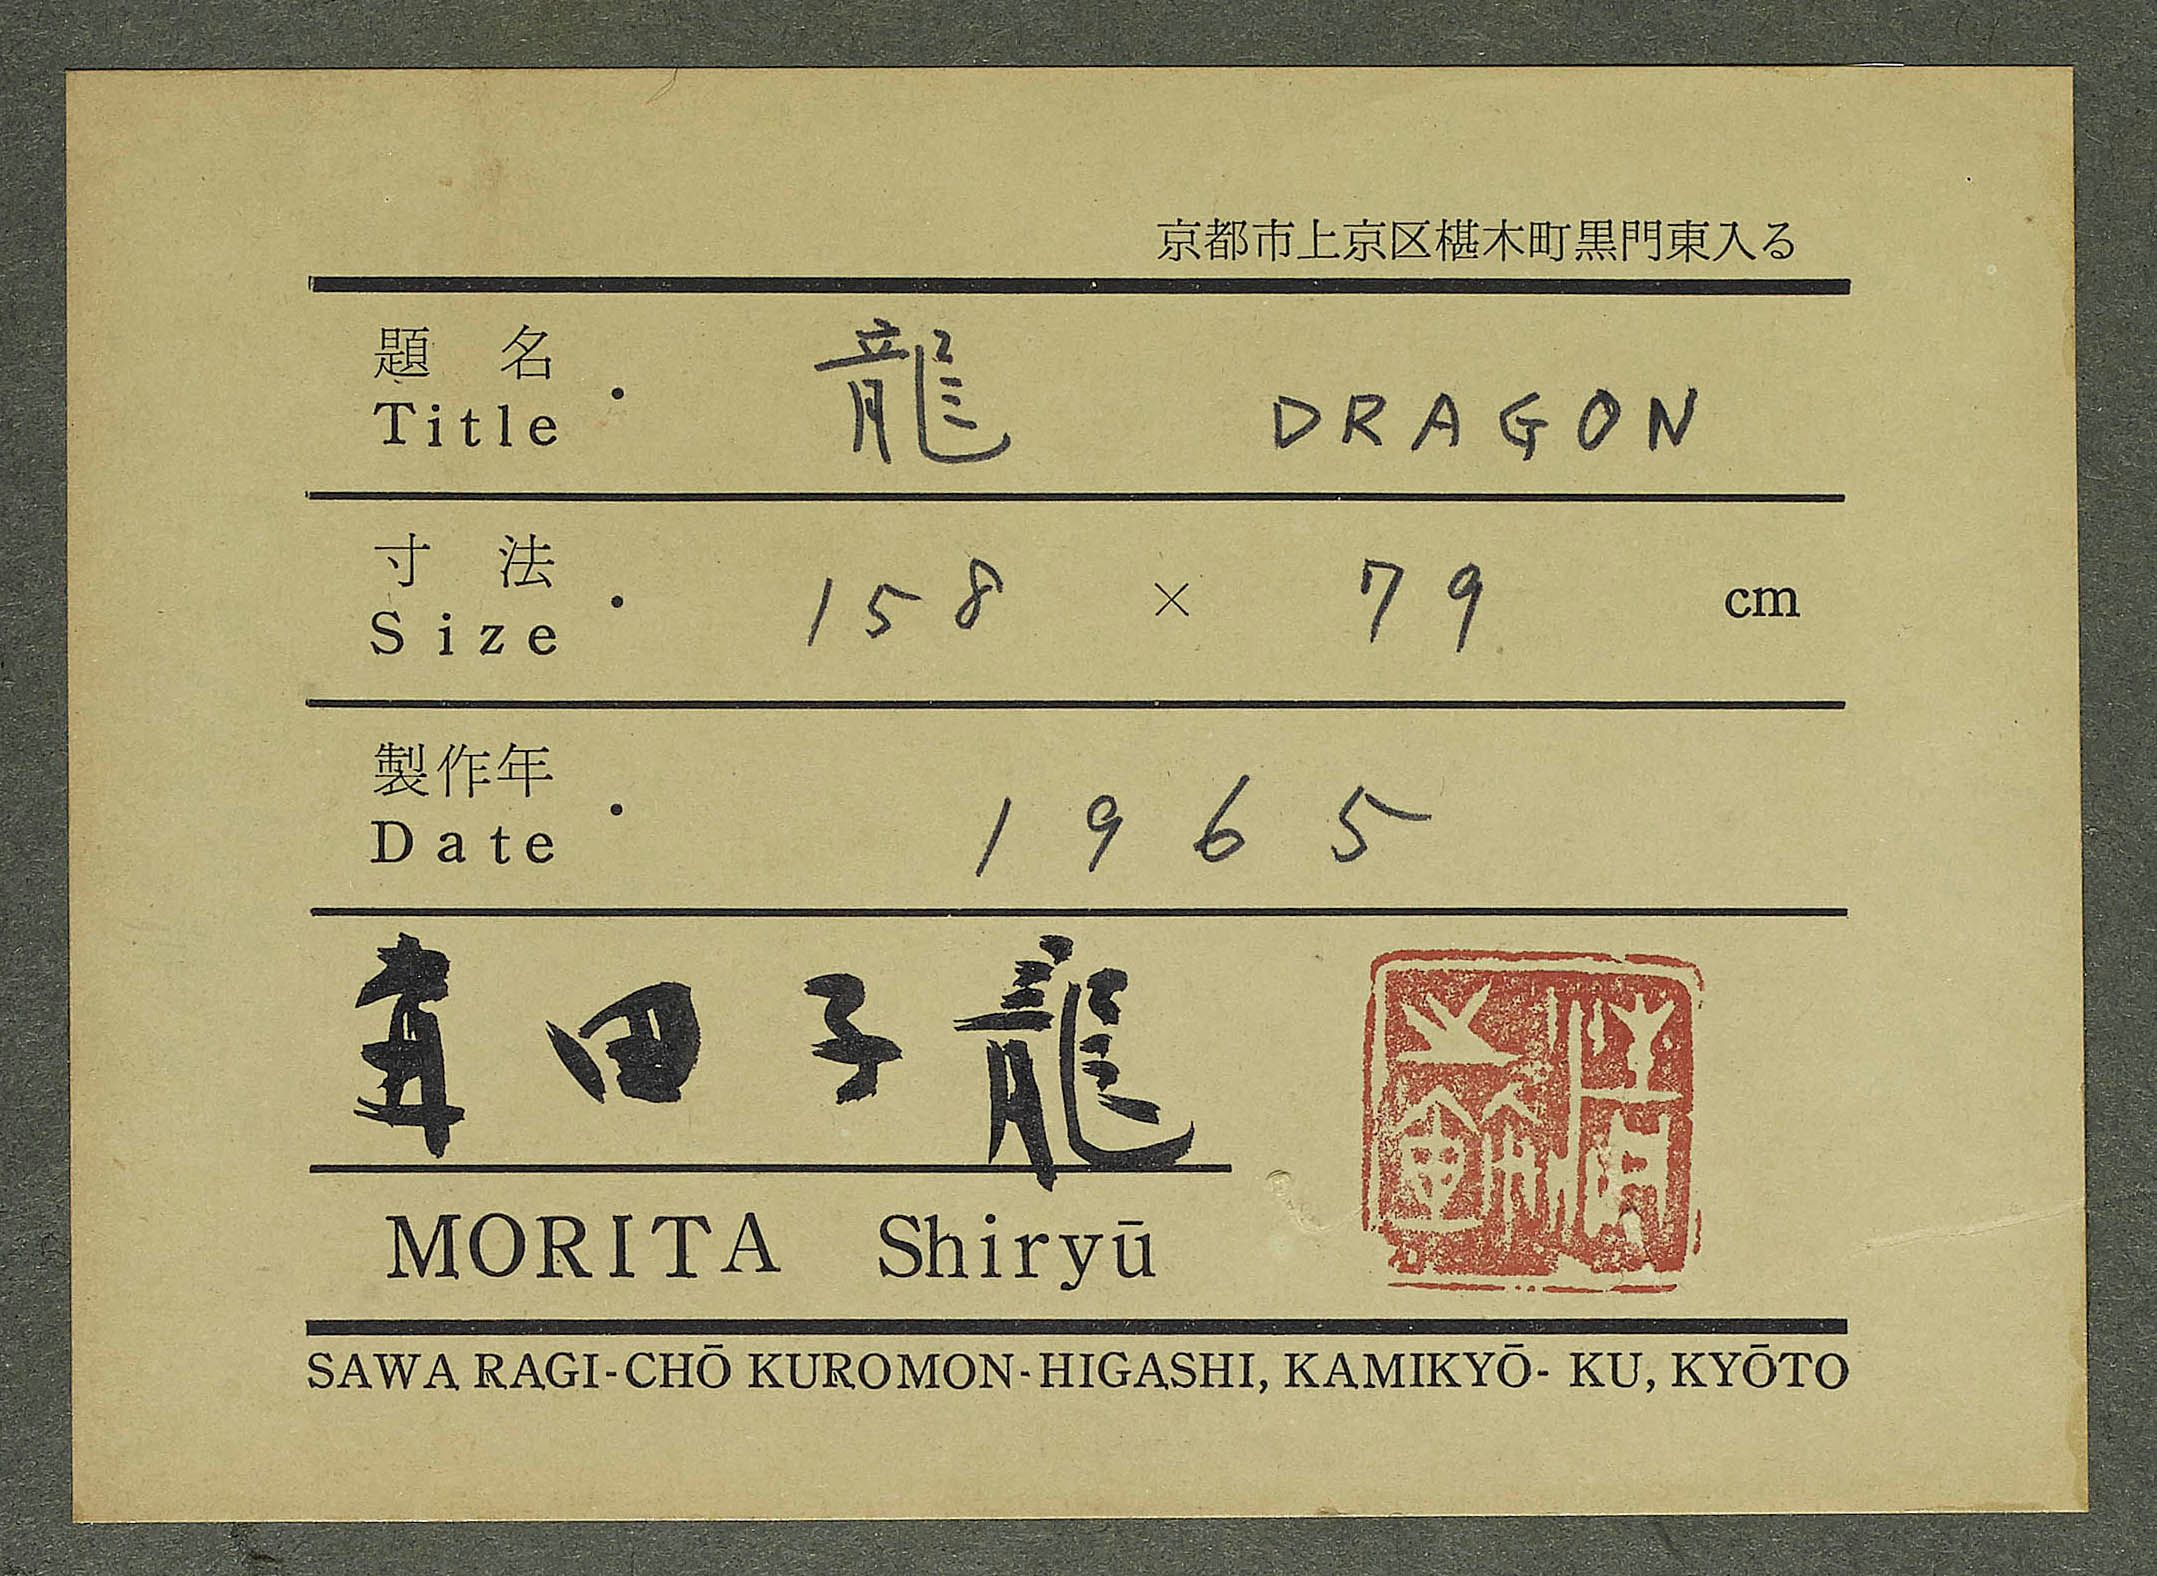 京都市上京区椹木町黒門東入る
題名
Title
龍 DRAGON
寸法
Size
158 × 79 cm
製作年
Date
1965
森田子龍
MORITA Shiryū
SAWARAGI-CHŌ KUROMON-HIGASHI, KAMIKYŌ-KU, KYŌTO